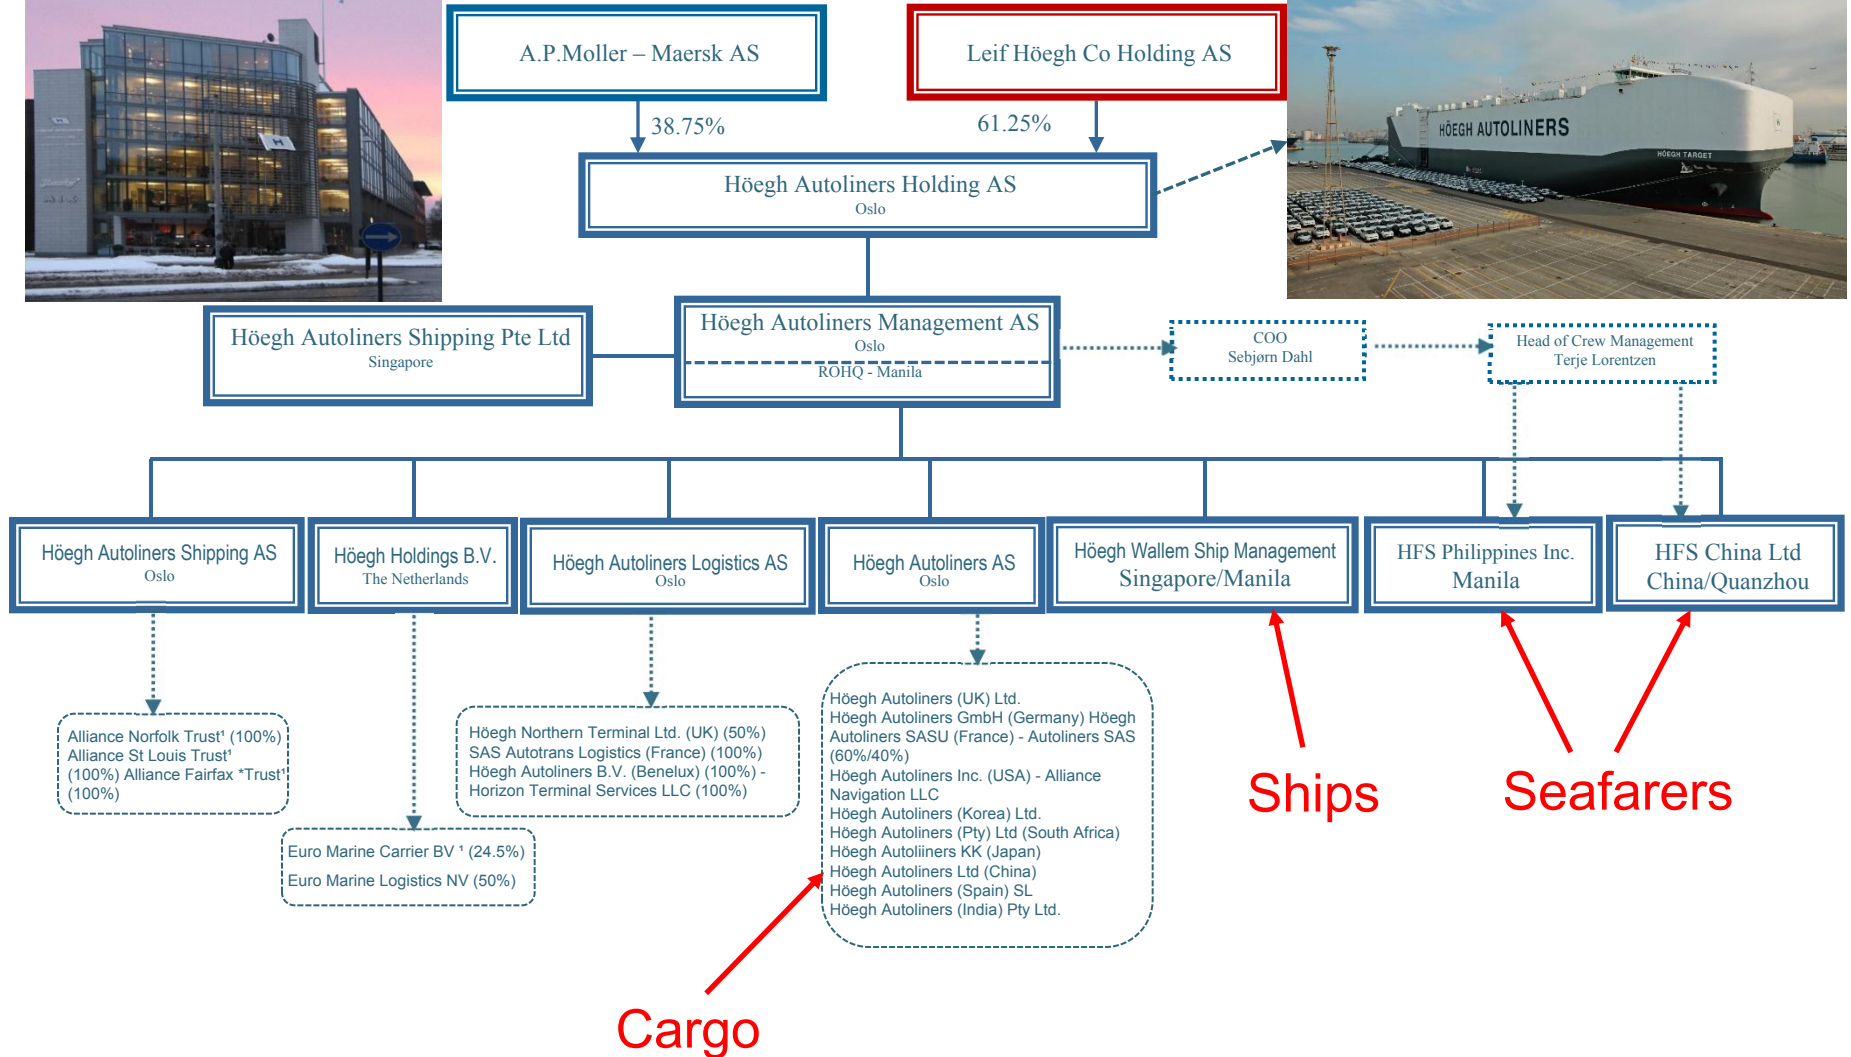 A.P.Moller – Maersk AS
Leif Höegh Co Holding AS
38.75%
61.25%
HÖEGH AUTOLINERS
HÖEGH TARGET
Höegh Autoliners Holding AS
Oslo
Höegh Autoliners Shipping Pte Ltd
Singapore
Höegh Autoliners Management AS
Oslo
ROHQ - Manila
COO
Sebjørn Dahl
Head of Crew Management
Terje Lorentzen
Höegh Autoliners Shipping AS
Oslo
Höegh Holdings B.V.
The Netherlands
Höegh Autoliners Logistics AS
Oslo
Höegh Autoliners AS
Oslo
Höegh Wallem Ship Management
Singapore/Manila
HFS Philippines Inc.
Manila
HFS China Ltd
China/Quanzhou
Alliance Norfolk Trust¹ (100%)
Alliance St Louis Trust¹
(100%) Alliance Fairfax *Trust¹
(100%)
Euro Marine Carrier BV ¹ (24.5%)
Euro Marine Logistics NV (50%)
Höegh Northern Terminal Ltd. (UK) (50%)
SAS Autotrans Logistics (France) (100%)
Höegh Autoliners B.V. (Benelux) (100%) -
Horizon Terminal Services LLC (100%)
Höegh Autoliners (UK) Ltd.
Höegh Autoliners GmbH (Germany) Höegh
Autoliners SASU (France) - Autoliners SAS
(60%/40%)
Höegh Autoliners Inc. (USA) - Alliance
Navigation LLC
Höegh Autoliners (Korea) Ltd.
Höegh Autoliners (Pty) Ltd (South Africa)
Höegh Autoliiners KK (Japan)
Höegh Autoliners Ltd (China)
Höegh Autoliners (Spain) SL
Höegh Autoliners (India) Pty Ltd.
Ships
Seafarers
Cargo